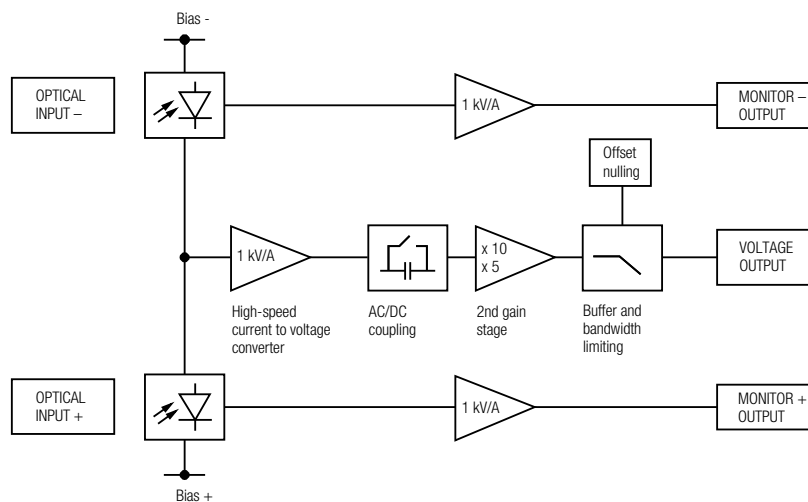 Bias -
OPTICAL
INPUT –
1 kV/A
MONITOR –
OUTPUT
Offset
nulling
1 kV/A
x 10
x 5
VOLTAGE
OUTPUT
High-speed
current to voltage
converter
AC/DC
coupling
2nd gain
stage
Buffer and
bandwidth
limiting
OPTICAL
INPUT +
1 kV/A
MONITOR +
OUTPUT
Bias +